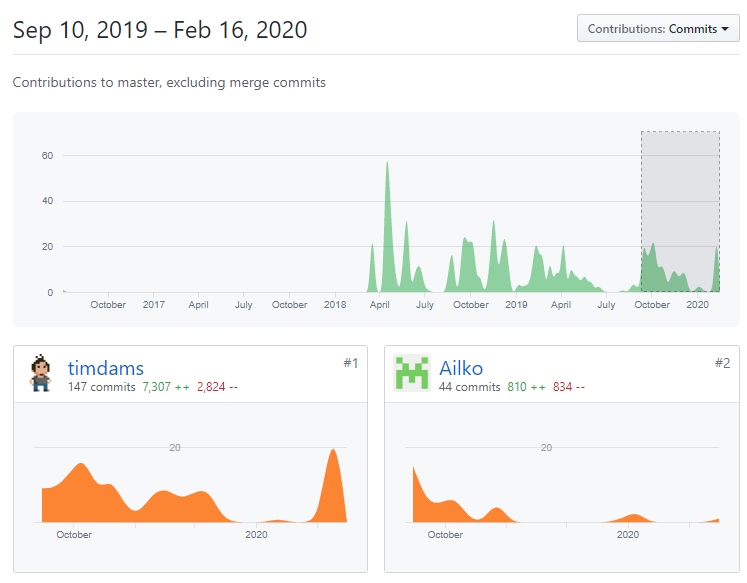 Sep 10, 2019 – Feb 16, 2020
Contributions: Commits
Contributions to master, excluding merge commits
60
40
20
0
October 2017 April July October 2018 April July October 2019 April July October 2020
timdams #1
147 commits 7,307 ++ 2,824 --
20
October 2020
Ailko #2
44 commits 810 ++ 834 --
20
October 2020